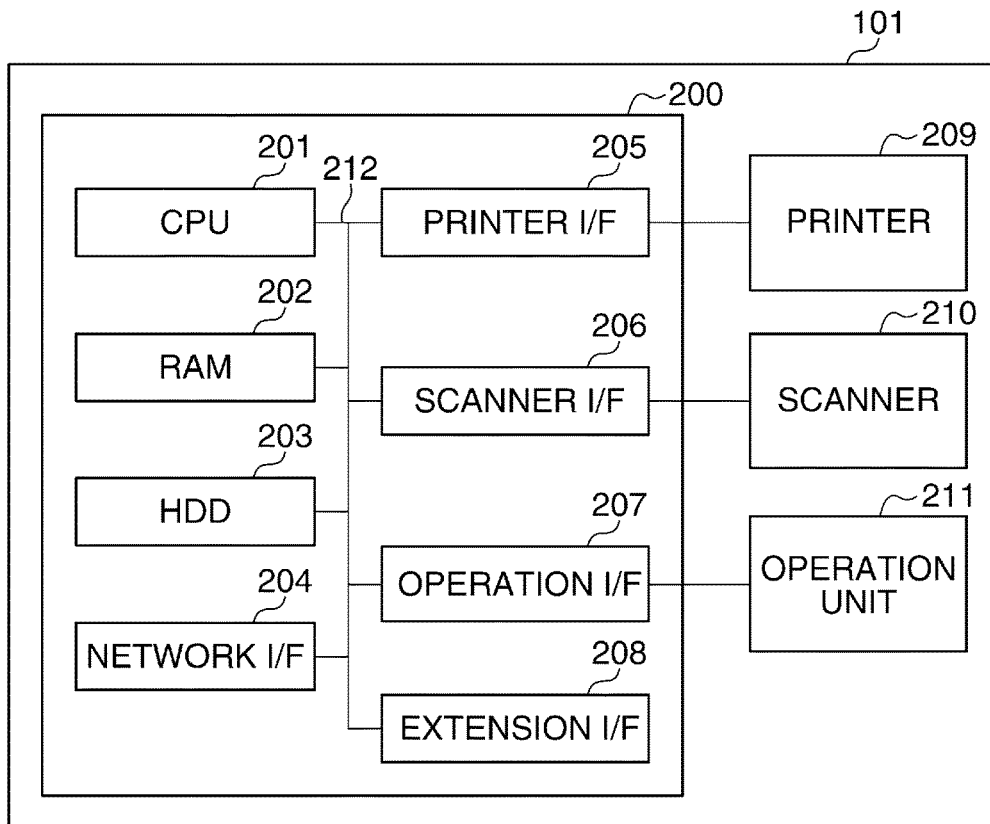 101
200
201
CPU
212
205
PRINTER I/F
209
PRINTER
202
RAM
206
SCANNER I/F
210
SCANNER
203
HDD
207
OPERATION I/F
211
OPERATION
UNIT
204
NETWORK I/F
208
EXTENSION I/F